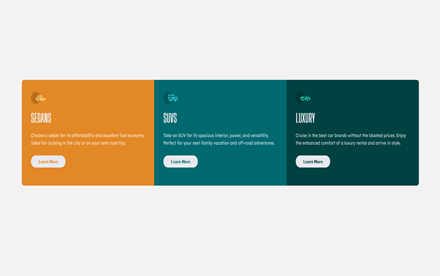 SEDANS
Choose a sedan for its affordability and excellent fuel economy.
Ideal for cruising in the city or on your next road trip.
Learn More
SUVS
Take an SUV for its spacious interior, power, and versatility.
Perfect for your next family vacation and off-road adventures.
Learn More
LUXURY
Cruise in the best car brands without the bloated prices. Enjoy
the enhanced comfort of a luxury rental and arrive in style.
Learn More